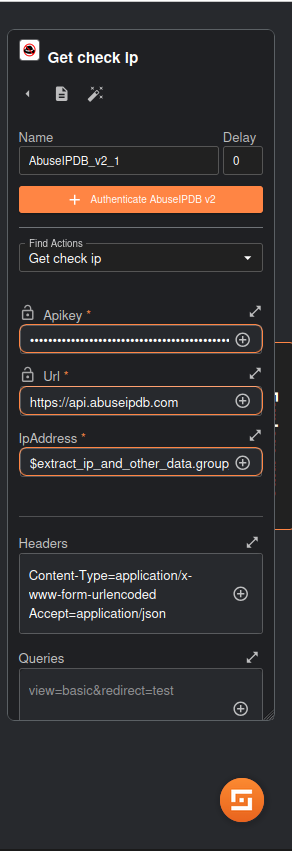 Get check ip
Name
Delay
AbuseIPDB_v2_1
0
Authenticate AbuseIPDB v2
Find Actions
Get check ip
Apikey *
Url *
https://api.abuseipdb.com
IpAddress *
$extract_ip_and_other_data.group
Headers
Content-Type=application/x-
www-form-urlencoded
Accept=application/json
Queries
view=basic&redirect=test